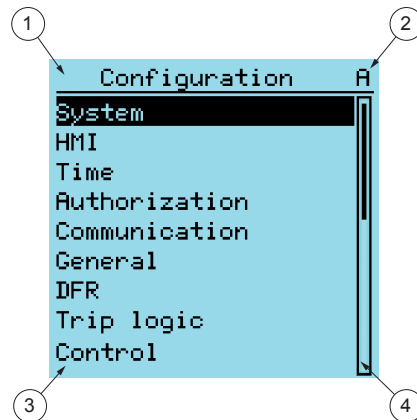 1 2
Configuration A
System
HMI
Time
Authorization
Communication
General
DFR
Trip logic
Control
3 4